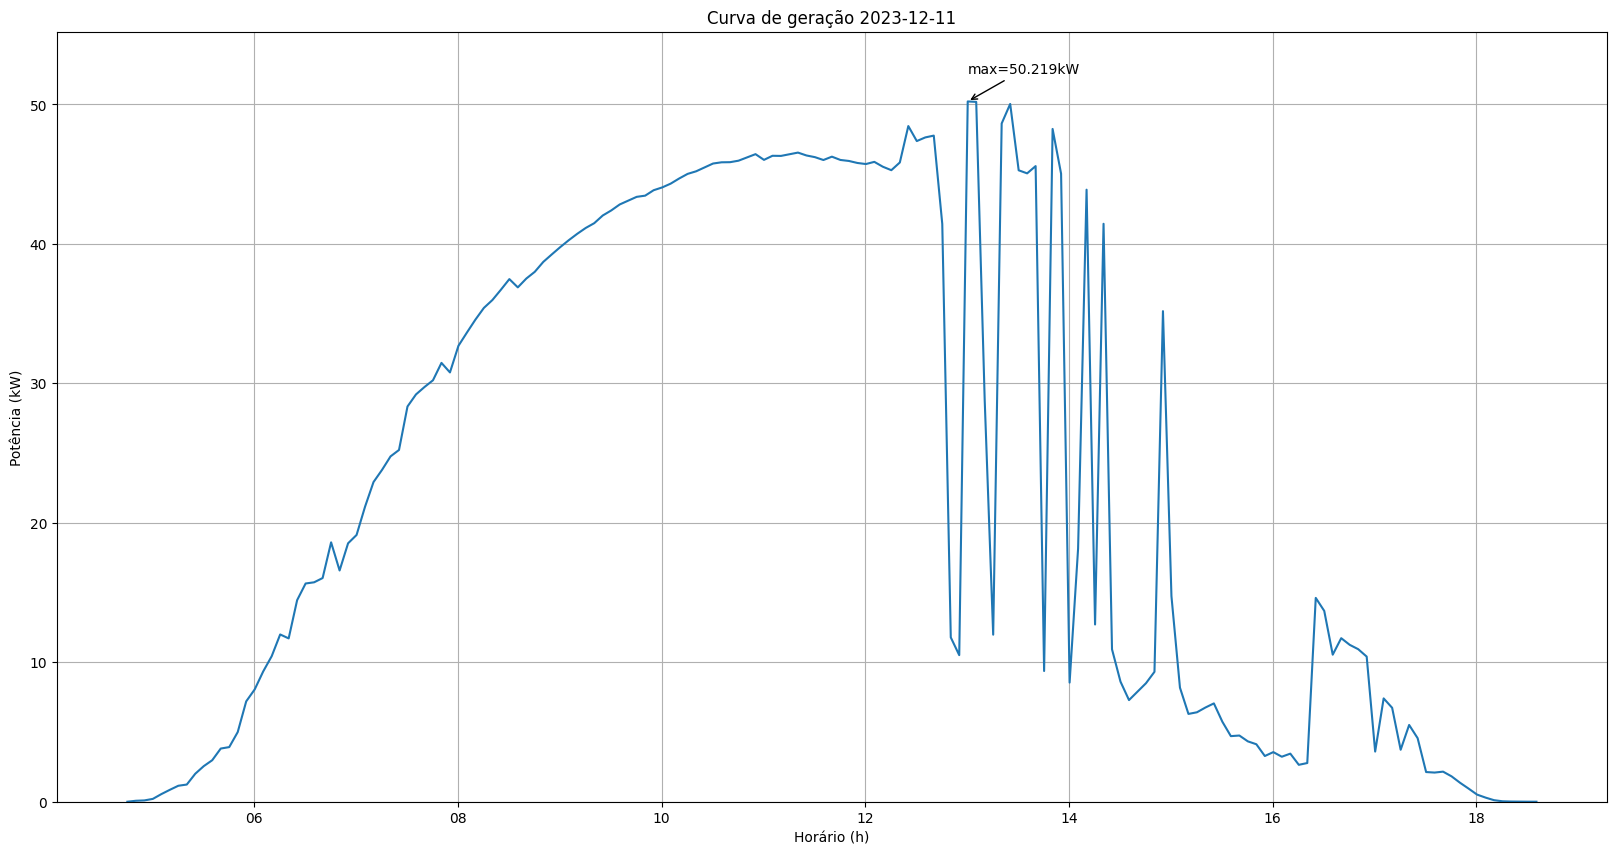 Curva de geração 2023-12-11
max=50.219kW
50
40
30
20
10
0
Potência (kW)
06 08 10 12 14 16 18
Horário (h)